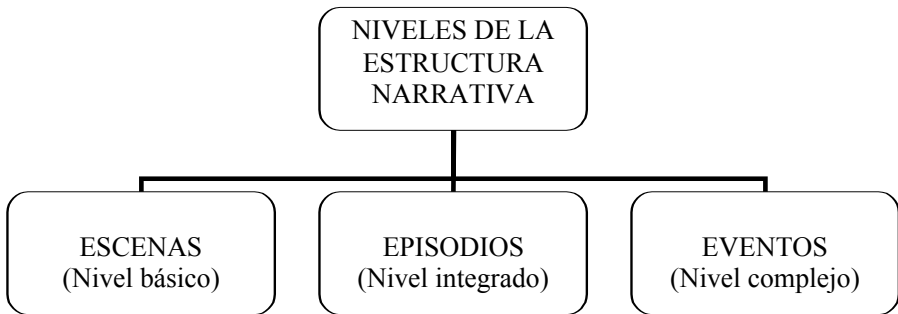 NIVELES DE LA
ESTRUCTURA
NARRATIVA
ESCENAS
(Nivel básico)
EPISODIOS
(Nivel integrado)
EVENTOS
(Nivel complejo)